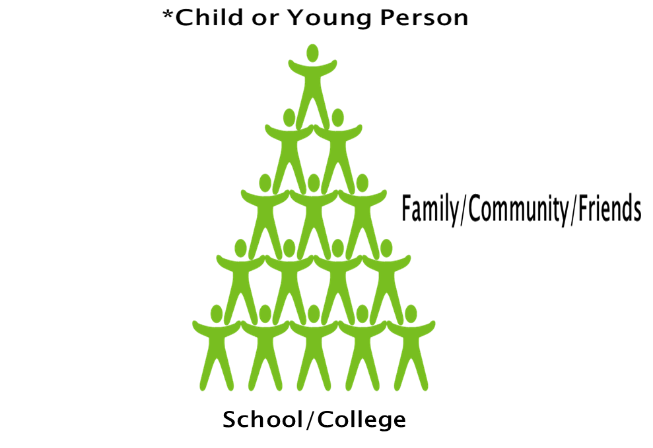 *Child or Young Person
Family/Community/Friends
School/College